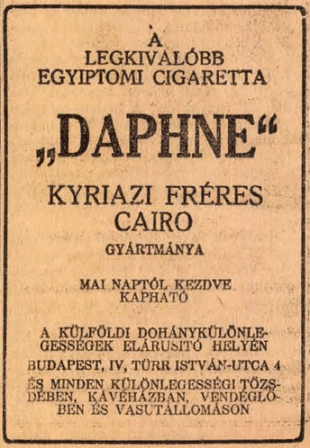 A
LEGKIVÁLÓBB
EGYIPTOMI CIGARETTA
„DAPHNE“
KYRIAZI FRÉRES
CAIRO
GYÁRTMÁNYA
MAI NAPTÓL KEZDVE
KAPHATÓ
A KÜLFÖLDI DOHÁNYKÜLÖNLE-
GESSÉGEK ELÁRUSITÓ HELYÉN
BUDAPEST, IV, TÜRR ISTVÁN-UTCA 4
ÉS MINDEN KÜLÖNLEGESSÉGI TŐZS-
DÉBEN, KÁVÉHÁZBAN, VENDÉGLŐ-
BEN ÉS VASUTÁLLOMÁSON